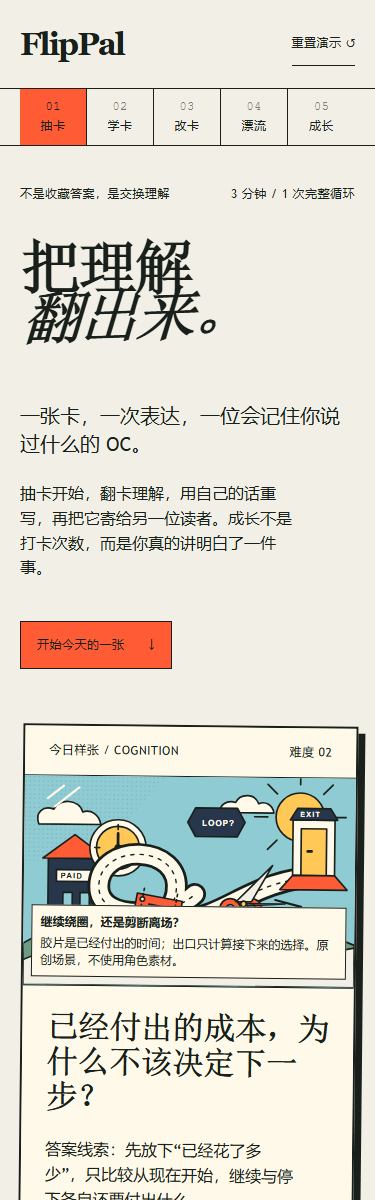 FlipPal
重置演示 ↺
01 02 03 04 05
抽卡 学卡 改卡 漂流 成长
不是收藏答案，是交换理解 3 分钟 / 1 次完整循环
把理解
翻出来。
一张卡，一次表达，一位会记住你说
过什么的 OC。
抽卡开始，翻卡理解，用自己的话重
写，再把它寄给另一位读者。成长不是
打卡次数，而是你真的讲明白了一件
事。
开始今天的一张 ↓
今日样张 / COGNITION 难度 02
LOOP?
EXIT
PAID
继续绕圈，还是剪断离场？
胶片是已经付出的时间；出口只计算接下来的选择。原
创场景，不使用角色素材。
已经付出的成本，为
什么不该决定下一
步？
答案线索：先放下“已经花了多
少”，只比较从现在开始，继续与停
下各自还要付出什么